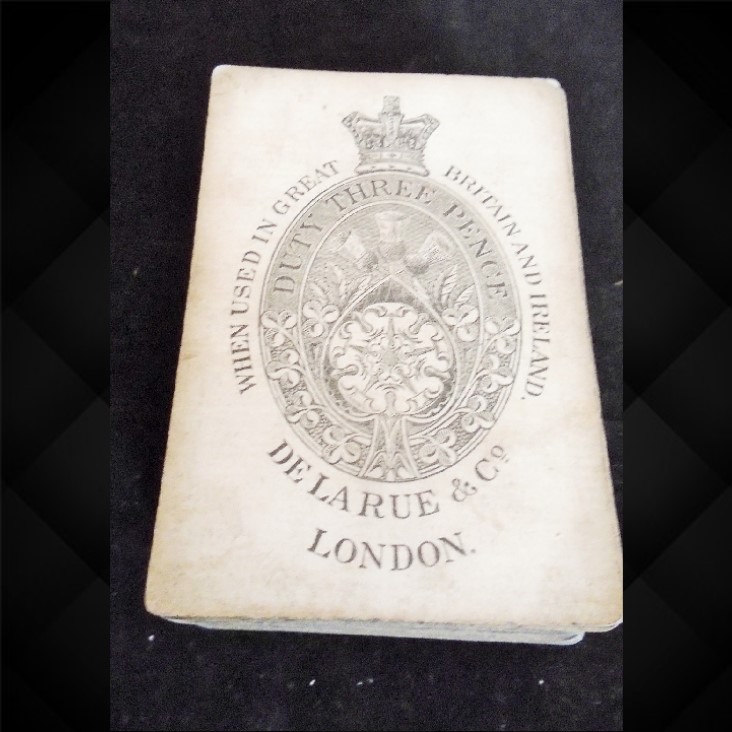 WHEN USED IN GREAT BRITAIN AND IRELAND.
DUTY THREE PENCE
DE LA RUE & Cº
LONDON.